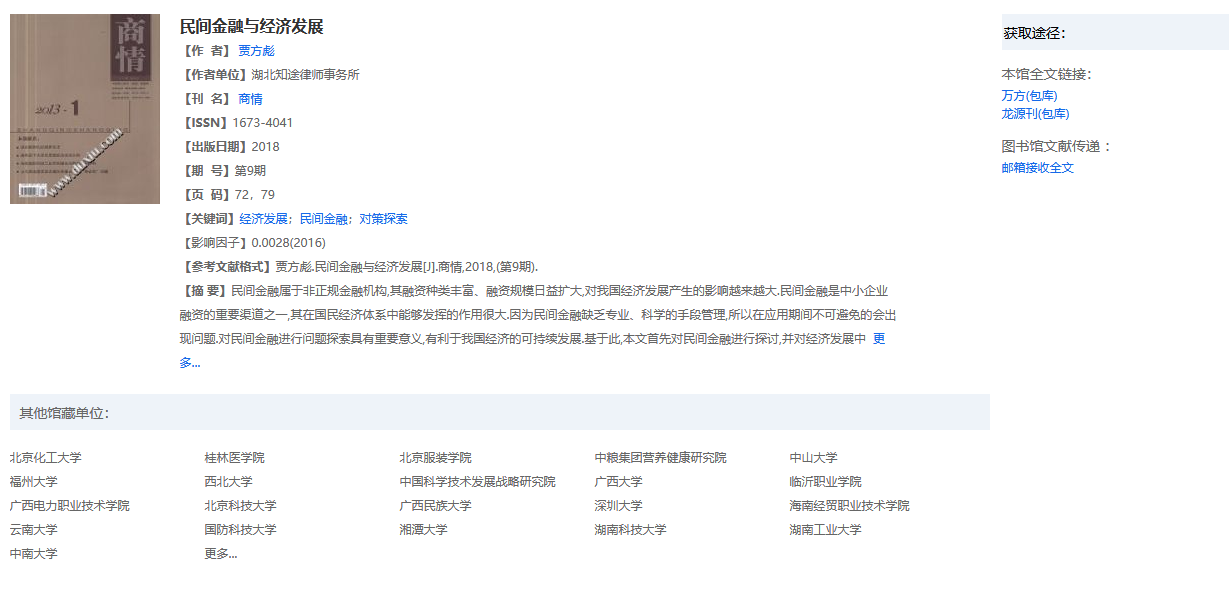 商情
2013 - 1
www.duxiu.com
民间金融与经济发展
【作 者】 贾方彪
【作者单位】湖北知途律师事务所
【刊 名】 商情
【ISSN】1673-4041
【出版日期】2018
【期 号】第9期
【页 码】72，79
【关键词】经济发展；民间金融；对策探索
【影响因子】0.0028(2016)
【参考文献格式】贾方彪.民间金融与经济发展[J].商情,2018,(第9期).
【摘 要】民间金融属于非正规金融机构,其融资种类丰富、融资规模日益扩大,对我国经济发展产生的影响越来越大.民间金融是中小企业
融资的重要渠道之一,其在国民经济体系中能够发挥的作用很大.因为民间金融缺乏专业、科学的手段管理,所以在应用期间不可避免的会出
现问题.对民间金融进行问题探索具有重要意义,有利于我国经济的可持续发展.基于此,本文首先对民间金融进行探讨,并对经济发展中 更
多...
获取途径：
本馆全文链接：
万方(包库)
龙源刊(包库)
图书馆文献传递 ：
邮箱接收全文
其他馆藏单位：
北京化工大学 桂林医学院 北京服装学院 中粮集团营养健康研究院 中山大学
福州大学 西北大学 中国科学技术发展战略研究院 广西大学 临沂职业学院
广西电力职业技术学院 北京科技大学 广西民族大学 深圳大学 海南经贸职业技术学院
云南大学 国防科技大学 湘潭大学 湖南科技大学 湖南工业大学
中南大学 更多...